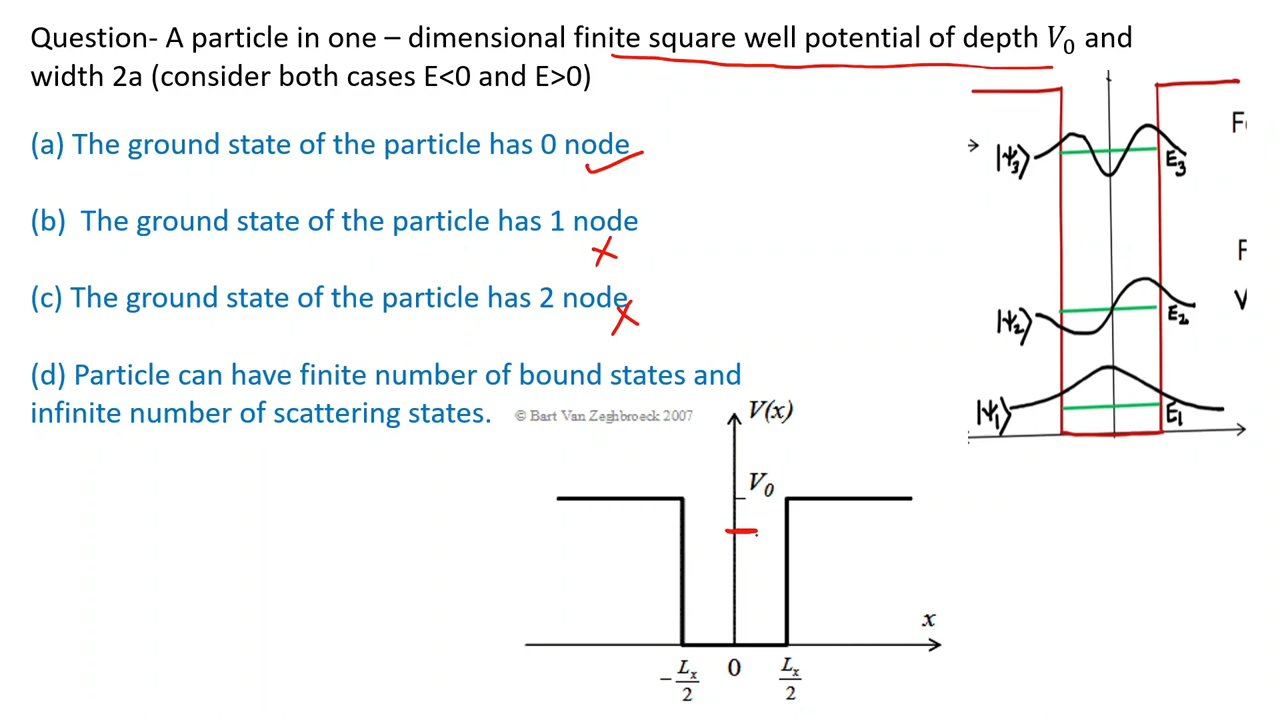 Question- A particle in one – dimensional finite square well potential of depth V₀ and
width 2a (consider both cases E<0 and E>0)
(a) The ground state of the particle has 0 node
(b) The ground state of the particle has 1 node
(c) The ground state of the particle has 2 node
(d) Particle can have finite number of bound states and
infinite number of scattering states.
© Bart Van Zeghbroeck 2007
V(x)
V₀
x
-Lₓ/2 0 Lₓ/2
|ψ₃⟩ E₃
|ψ₂⟩ E₂
|ψ₁⟩ E₁
F
V